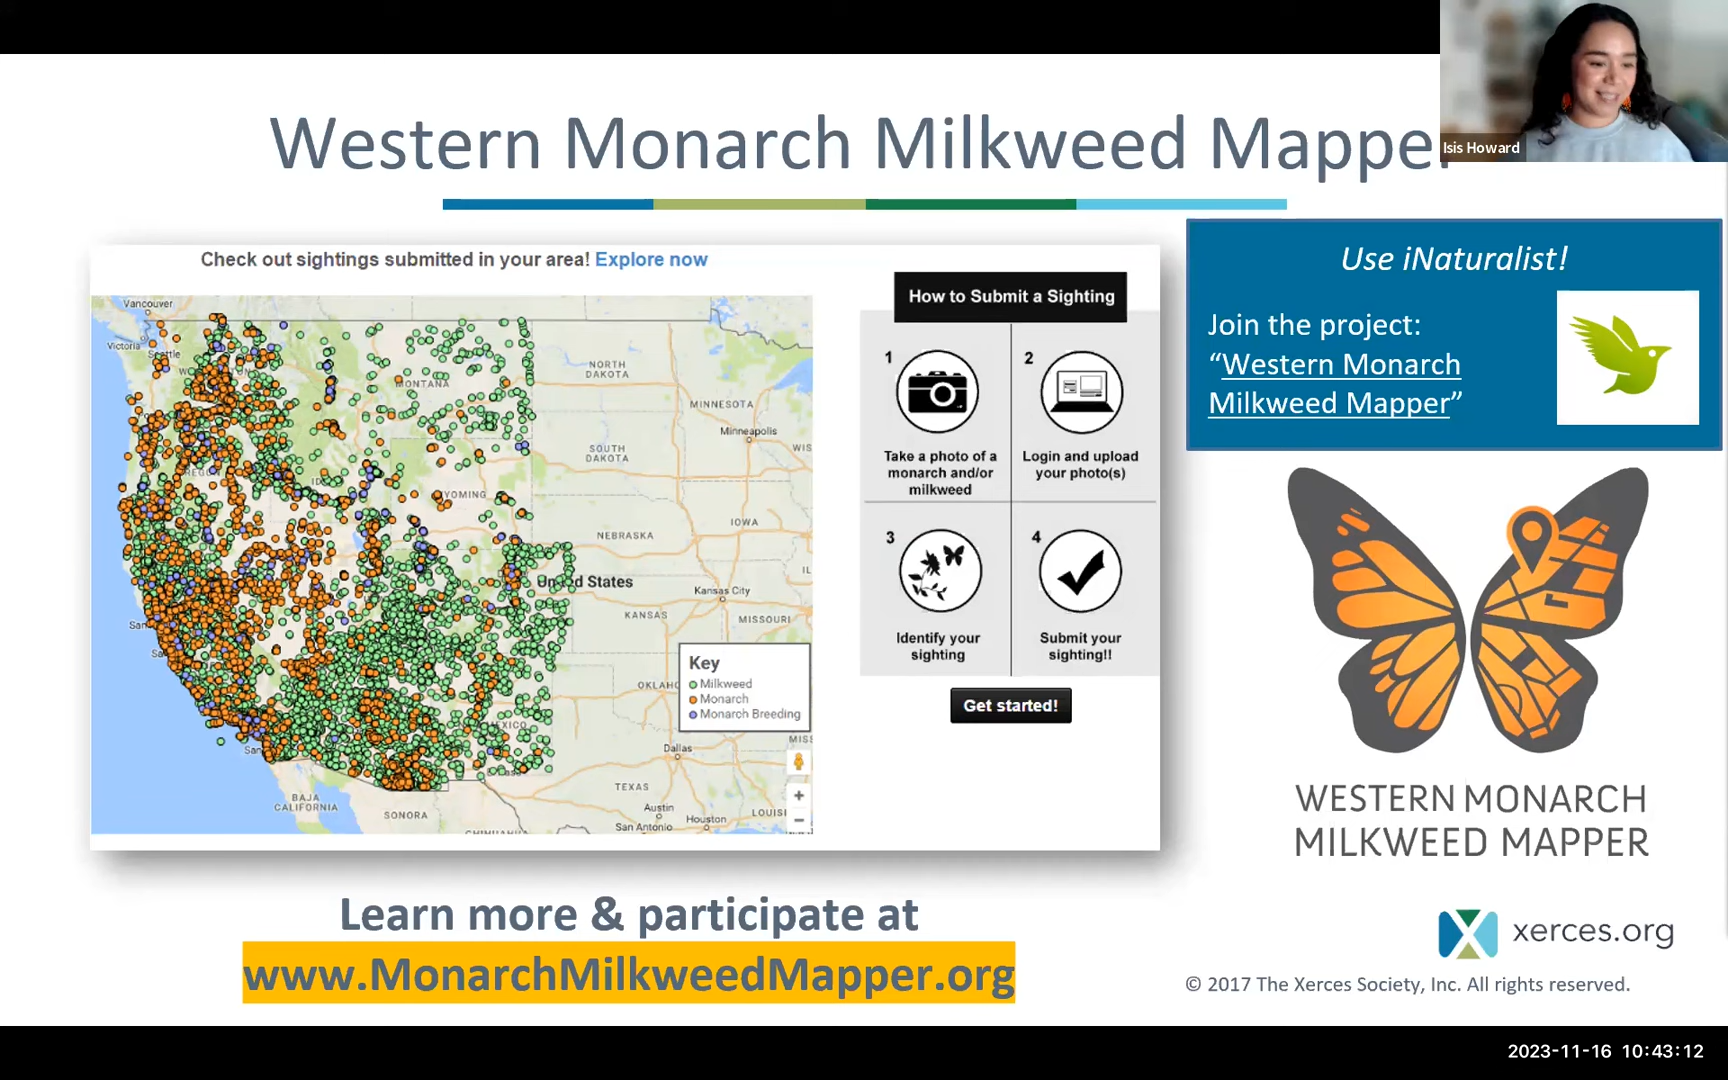 Western Monarch Milkweed Mapper
Isis Howard
Check out sightings submitted in your area! Explore now
Vancouver
Victoria
MONTANA
NORTH
DAKOTA
MINNESOTA
Minneapolis
WIS
SOUTH
DAKOTA
NEBRASKA
IOWA
IL
United States
Kansas City
KANSAS
MISSOURI
Key
Milkweed
Monarch
Monarch Breeding
MISS
Dallas
TEXAS
Austin
Houston
San Antonio
LOUISI
BAJA
CALIFORNIA
SONORA
How to Submit a Sighting
1
Take a photo of a
monarch and/or
milkweed
2
Login and upload
your photo(s)
3
Identify your
sighting
4
Submit your
sighting!!
Get started!
Use iNaturalist!
Join the project:
“Western Monarch
Milkweed Mapper”
WESTERN MONARCH
MILKWEED MAPPER
Learn more & participate at
www.MonarchMilkweedMapper.org
xerces.org
© 2017 The Xerces Society, Inc. All rights reserved.
2023-11-16 10:43:12